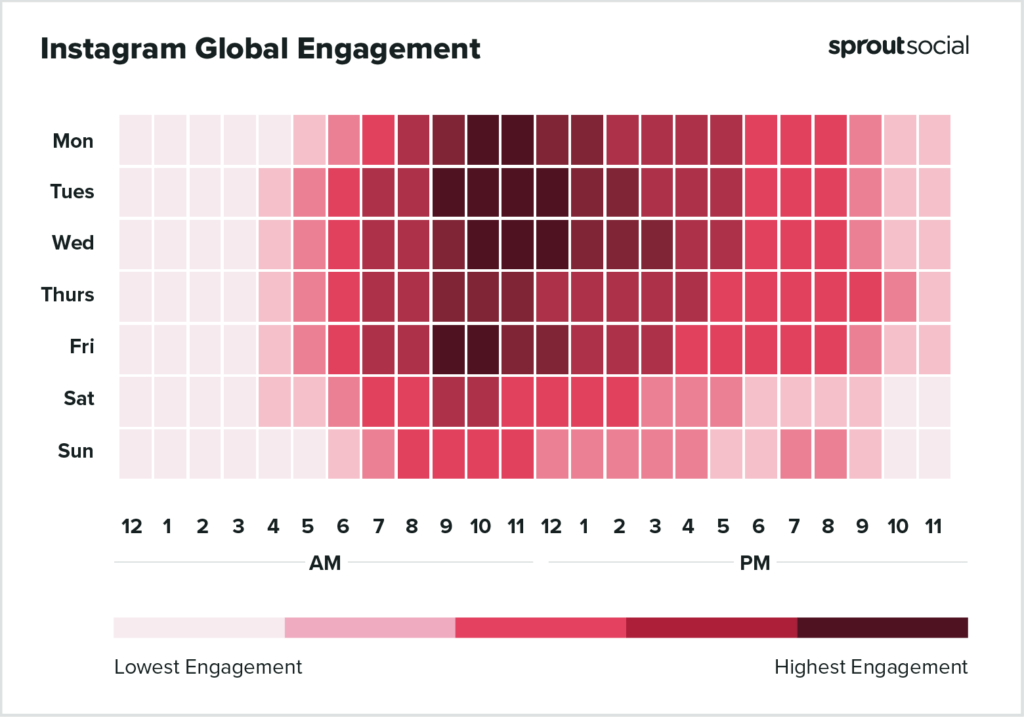 Instagram Global Engagement
sproutsocial
Mon
Tues
Wed
Thurs
Fri
Sat
Sun
12 1 2 3 4 5 6 7 8 9 10 11 12 1 2 3 4 5 6 7 8 9 10 11
AM PM
Lowest Engagement Highest Engagement